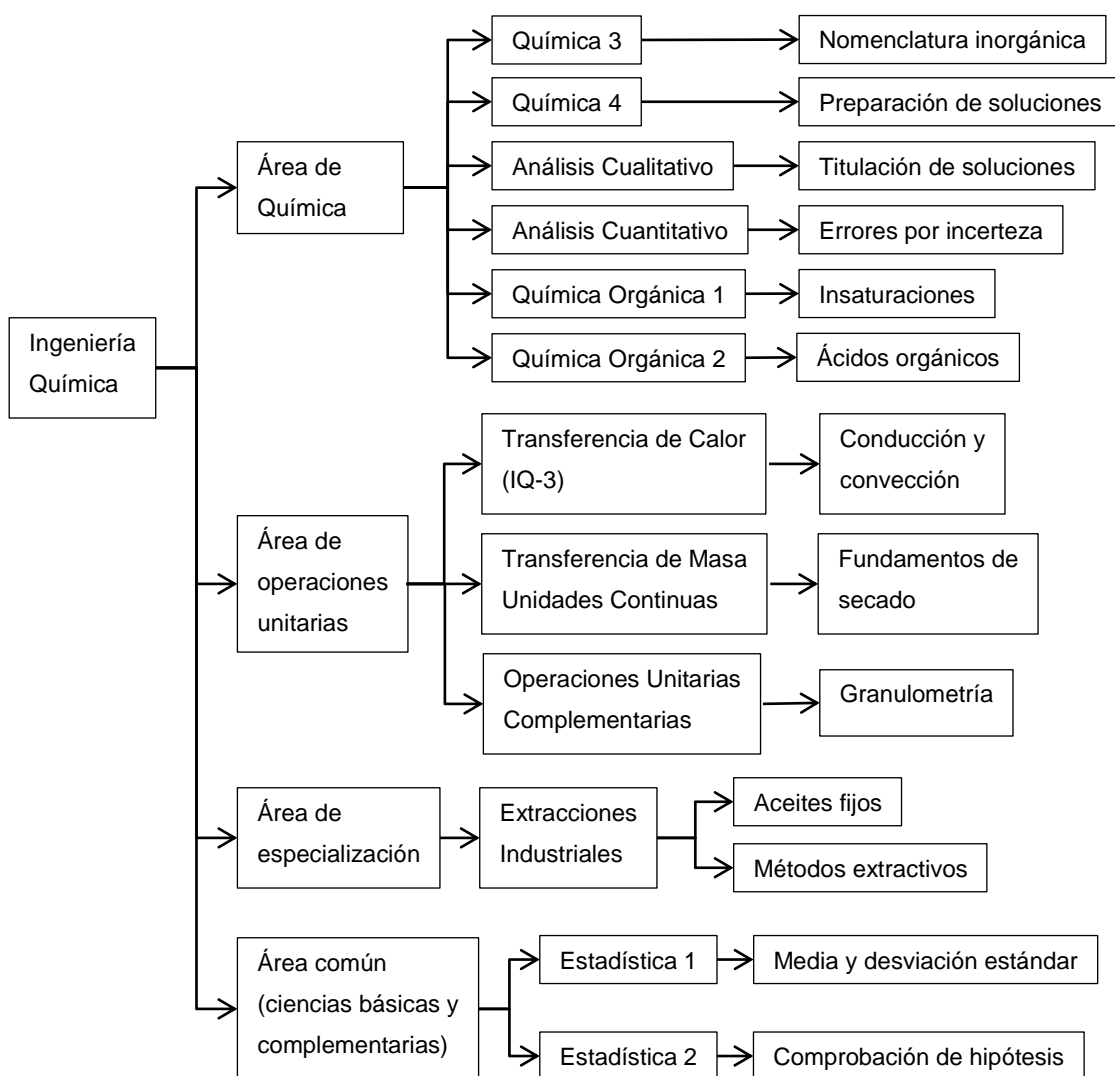 Ingeniería
Química
Área de
Química
Química 3
Nomenclatura inorgánica
Química 4
Preparación de soluciones
Análisis Cualitativo
Titulación de soluciones
Análisis Cuantitativo
Errores por incerteza
Química Orgánica 1
Insaturaciones
Química Orgánica 2
Ácidos orgánicos
Área de
operaciones
unitarias
Transferencia de Calor
(IQ-3)
Conducción y
convección
Transferencia de Masa
Unidades Continuas
Fundamentos de
secado
Operaciones Unitarias
Complementarias
Granulometría
Área de
especialización
Extracciones
Industriales
Aceites fijos
Métodos extractivos
Área común
(ciencias básicas y
complementarias)
Estadística 1
Media y desviación estándar
Estadística 2
Comprobación de hipótesis